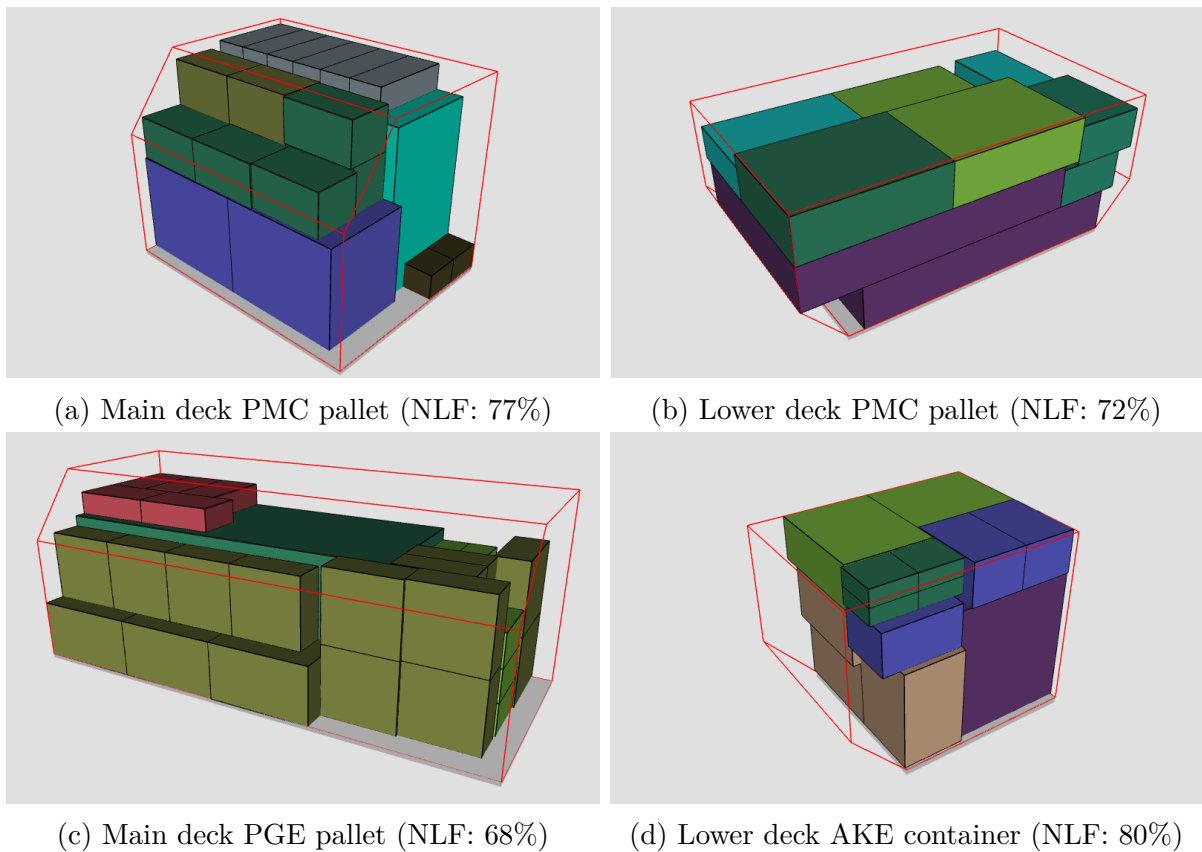 (a) Main deck PMC pallet (NLF: 77%)
(b) Lower deck PMC pallet (NLF: 72%)
(c) Main deck PGE pallet (NLF: 68%)
(d) Lower deck AKE container (NLF: 80%)